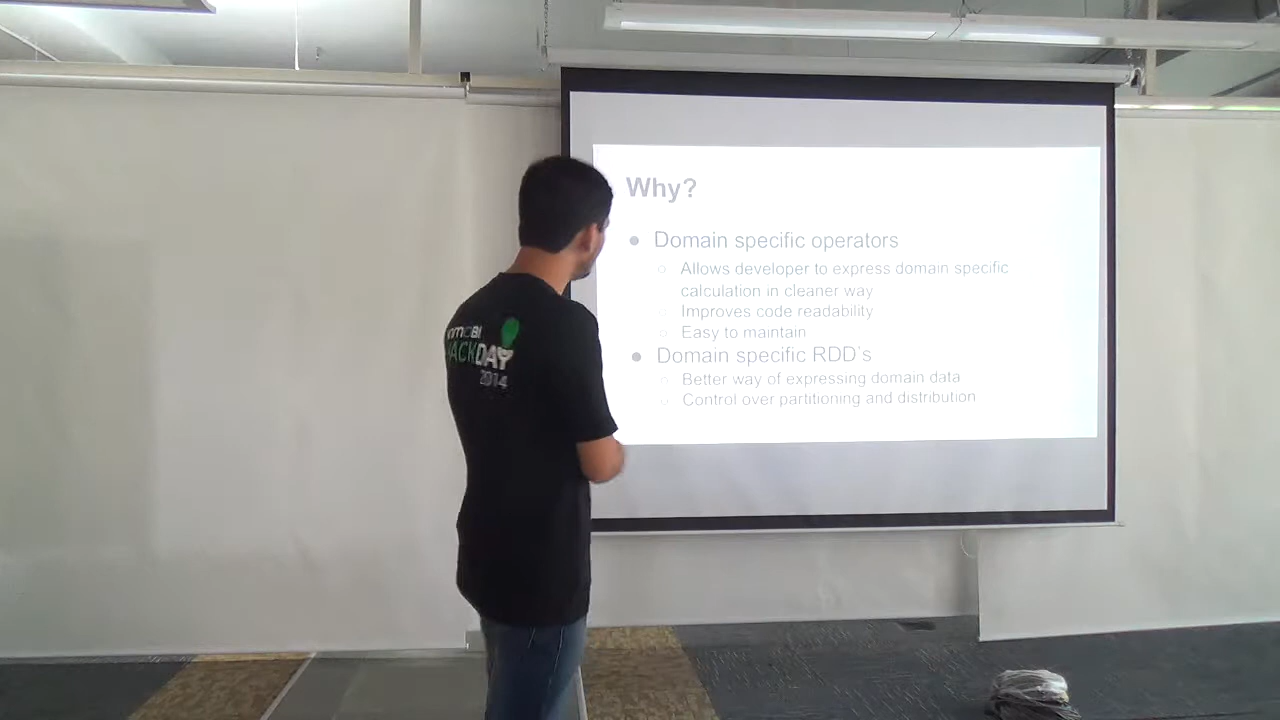 Why?
Domain specific operators
Allows developer to express domain specific
calculation in cleaner way
Improves code readability
Easy to maintain
Domain specific RDD's
Better way of expressing domain data
Control over partitioning and distribution
DAY
2014